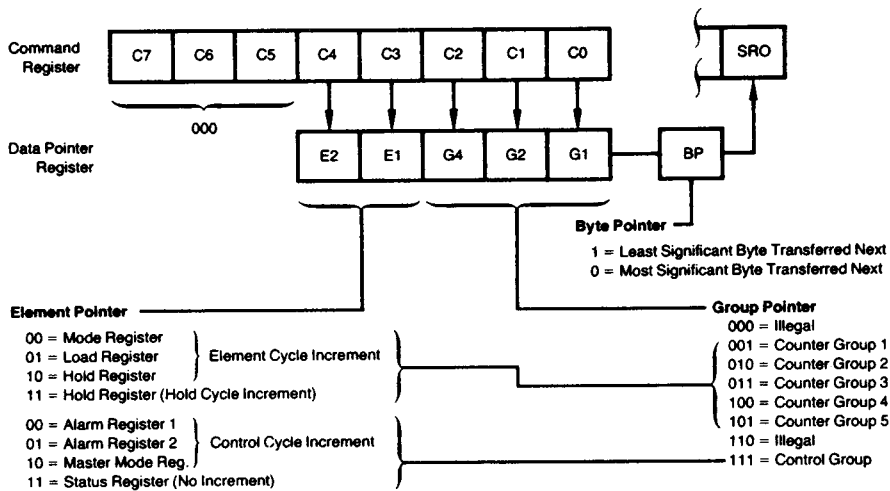 Command Register
C7 C6 C5 C4 C3 C2 C1 C0
SRO
000
Data Pointer Register
E2 E1 G4 G2 G1
BP
Byte Pointer
1 = Least Significant Byte Transferred Next
0 = Most Significant Byte Transferred Next
Element Pointer
00 = Mode Register
01 = Load Register
10 = Hold Register
Element Cycle Increment
11 = Hold Register (Hold Cycle Increment)
00 = Alarm Register 1
01 = Alarm Register 2
10 = Master Mode Reg.
Control Cycle Increment
11 = Status Register (No Increment)
Group Pointer
000 = Illegal
001 = Counter Group 1
010 = Counter Group 2
011 = Counter Group 3
100 = Counter Group 4
101 = Counter Group 5
110 = Illegal
111 = Control Group